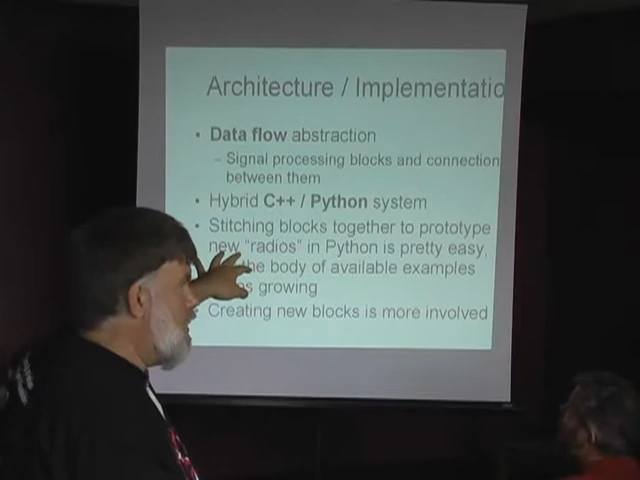 Architecture / Implementatio
• Data flow abstraction
– Signal processing blocks and connection
between them
• Hybrid C++ / Python system
• Stitching blocks together to prototype
new "radios" in Python is pretty easy,
the body of available examples
growing
Creating new blocks is more involved